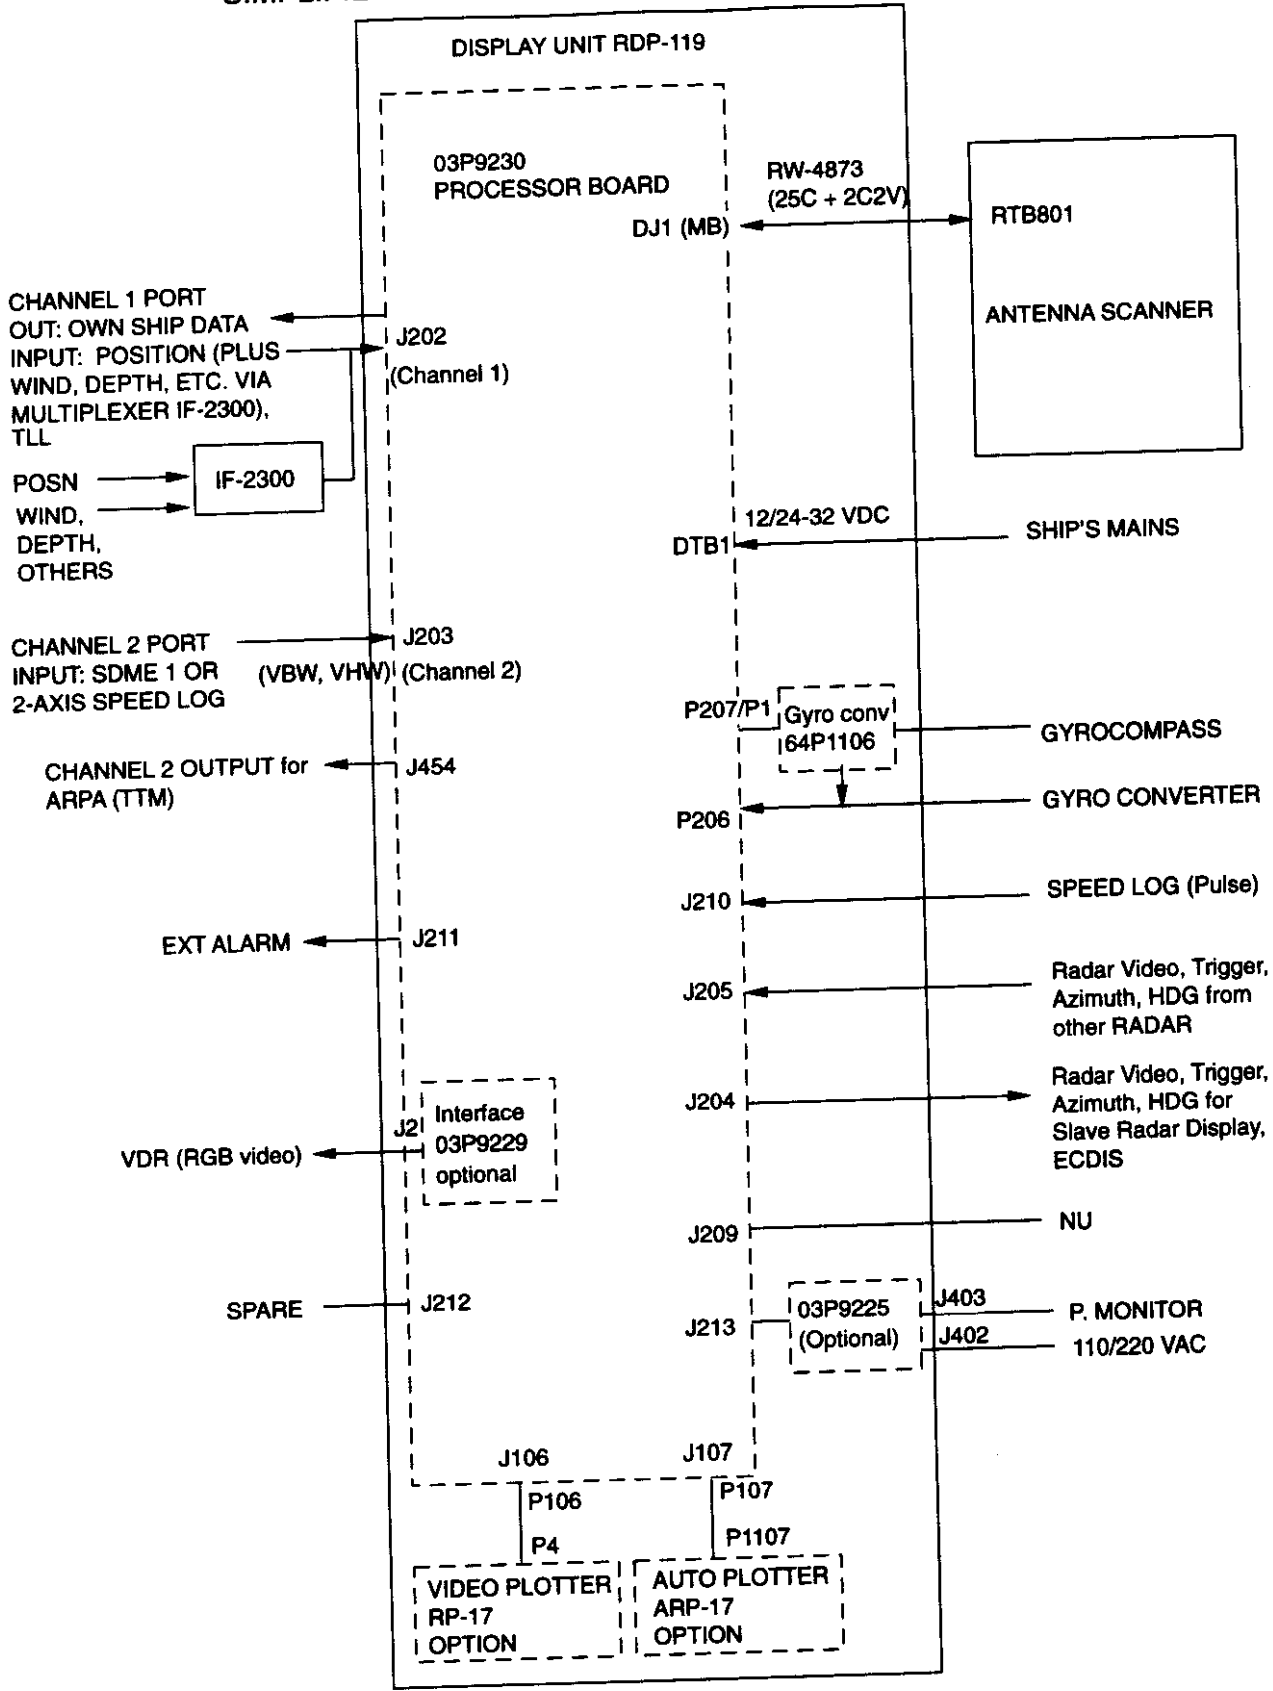 DISPLAY UNIT RDP-119
03P9230
PROCESSOR BOARD
DJ1 (MB)
RW-4873
(25C + 2C2V)
RTB801
ANTENNA SCANNER
CHANNEL 1 PORT
OUT: OWN SHIP DATA
INPUT: POSITION (PLUS
WIND, DEPTH, ETC. VIA
MULTIPLEXER IF-2300),
TLL
J202
(Channel 1)
POSN
IF-2300
WIND,
DEPTH,
OTHERS
12/24-32 VDC
DTB1
SHIP'S MAINS
CHANNEL 2 PORT
INPUT: SDME 1 OR
2-AXIS SPEED LOG
(VBW, VHW)
J203
(Channel 2)
P207/P1
Gyro conv
64P1106
GYROCOMPASS
CHANNEL 2 OUTPUT for
ARPA (TTM)
J454
P206
GYRO CONVERTER
J210
SPEED LOG (Pulse)
EXT ALARM
J211
J205
Radar Video, Trigger,
Azimuth, HDG from
other RADAR
J204
Radar Video, Trigger,
Azimuth, HDG for
Slave Radar Display,
ECDIS
VDR (RGB video)
J2
Interface
03P9229
optional
J209
NU
SPARE
J212
J213
03P9225
(Optional)
J403
P. MONITOR
J402
110/220 VAC
J106
J107
P106
P107
P4
P1107
VIDEO PLOTTER
RP-17
OPTION
AUTO PLOTTER
ARP-17
OPTION